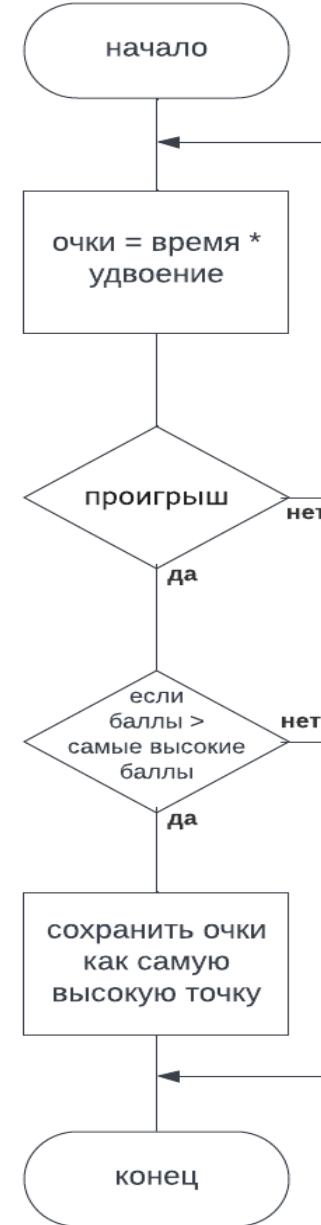 начало
очки = время *
удвоение
проигрыш
нет
да
если
баллы >
самые высокие
баллы
нет
да
сохранить очки
как самую
высокую точку
конец